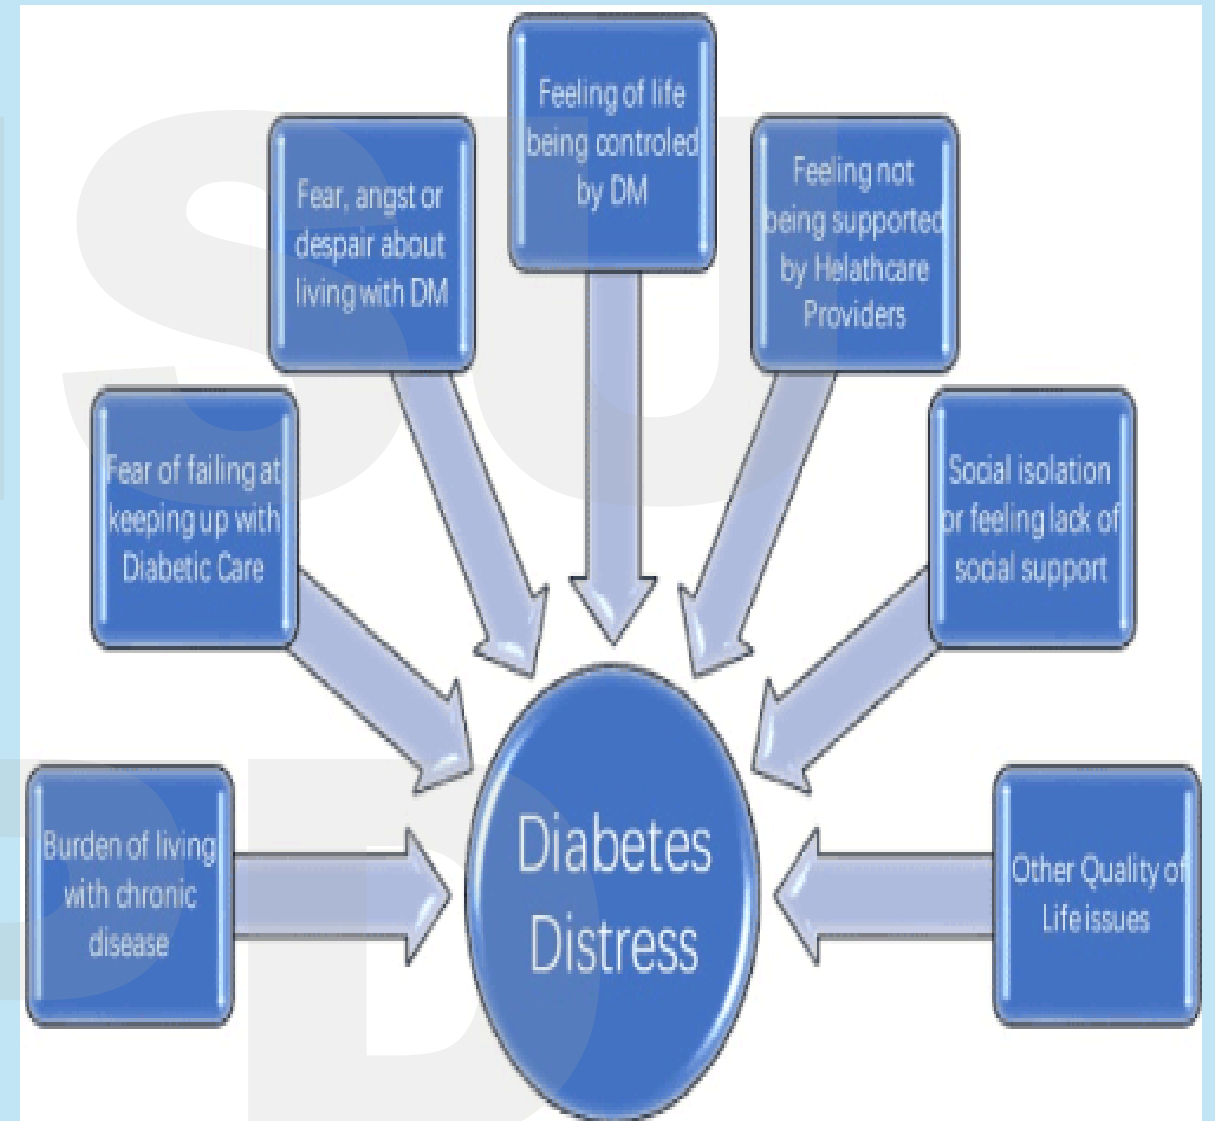 Feeling of life
being controled
by DM
Fear, angst or
despair about
living with DM
Feeling not
being supported
by Helathcare
Providers
Fear of failing at
keeping up with
Diabetic Care
Social isolation
or feeling lack of
social support
Burden of living
with chronic
disease
Other Quality of
Life issues
Diabetes
Distress